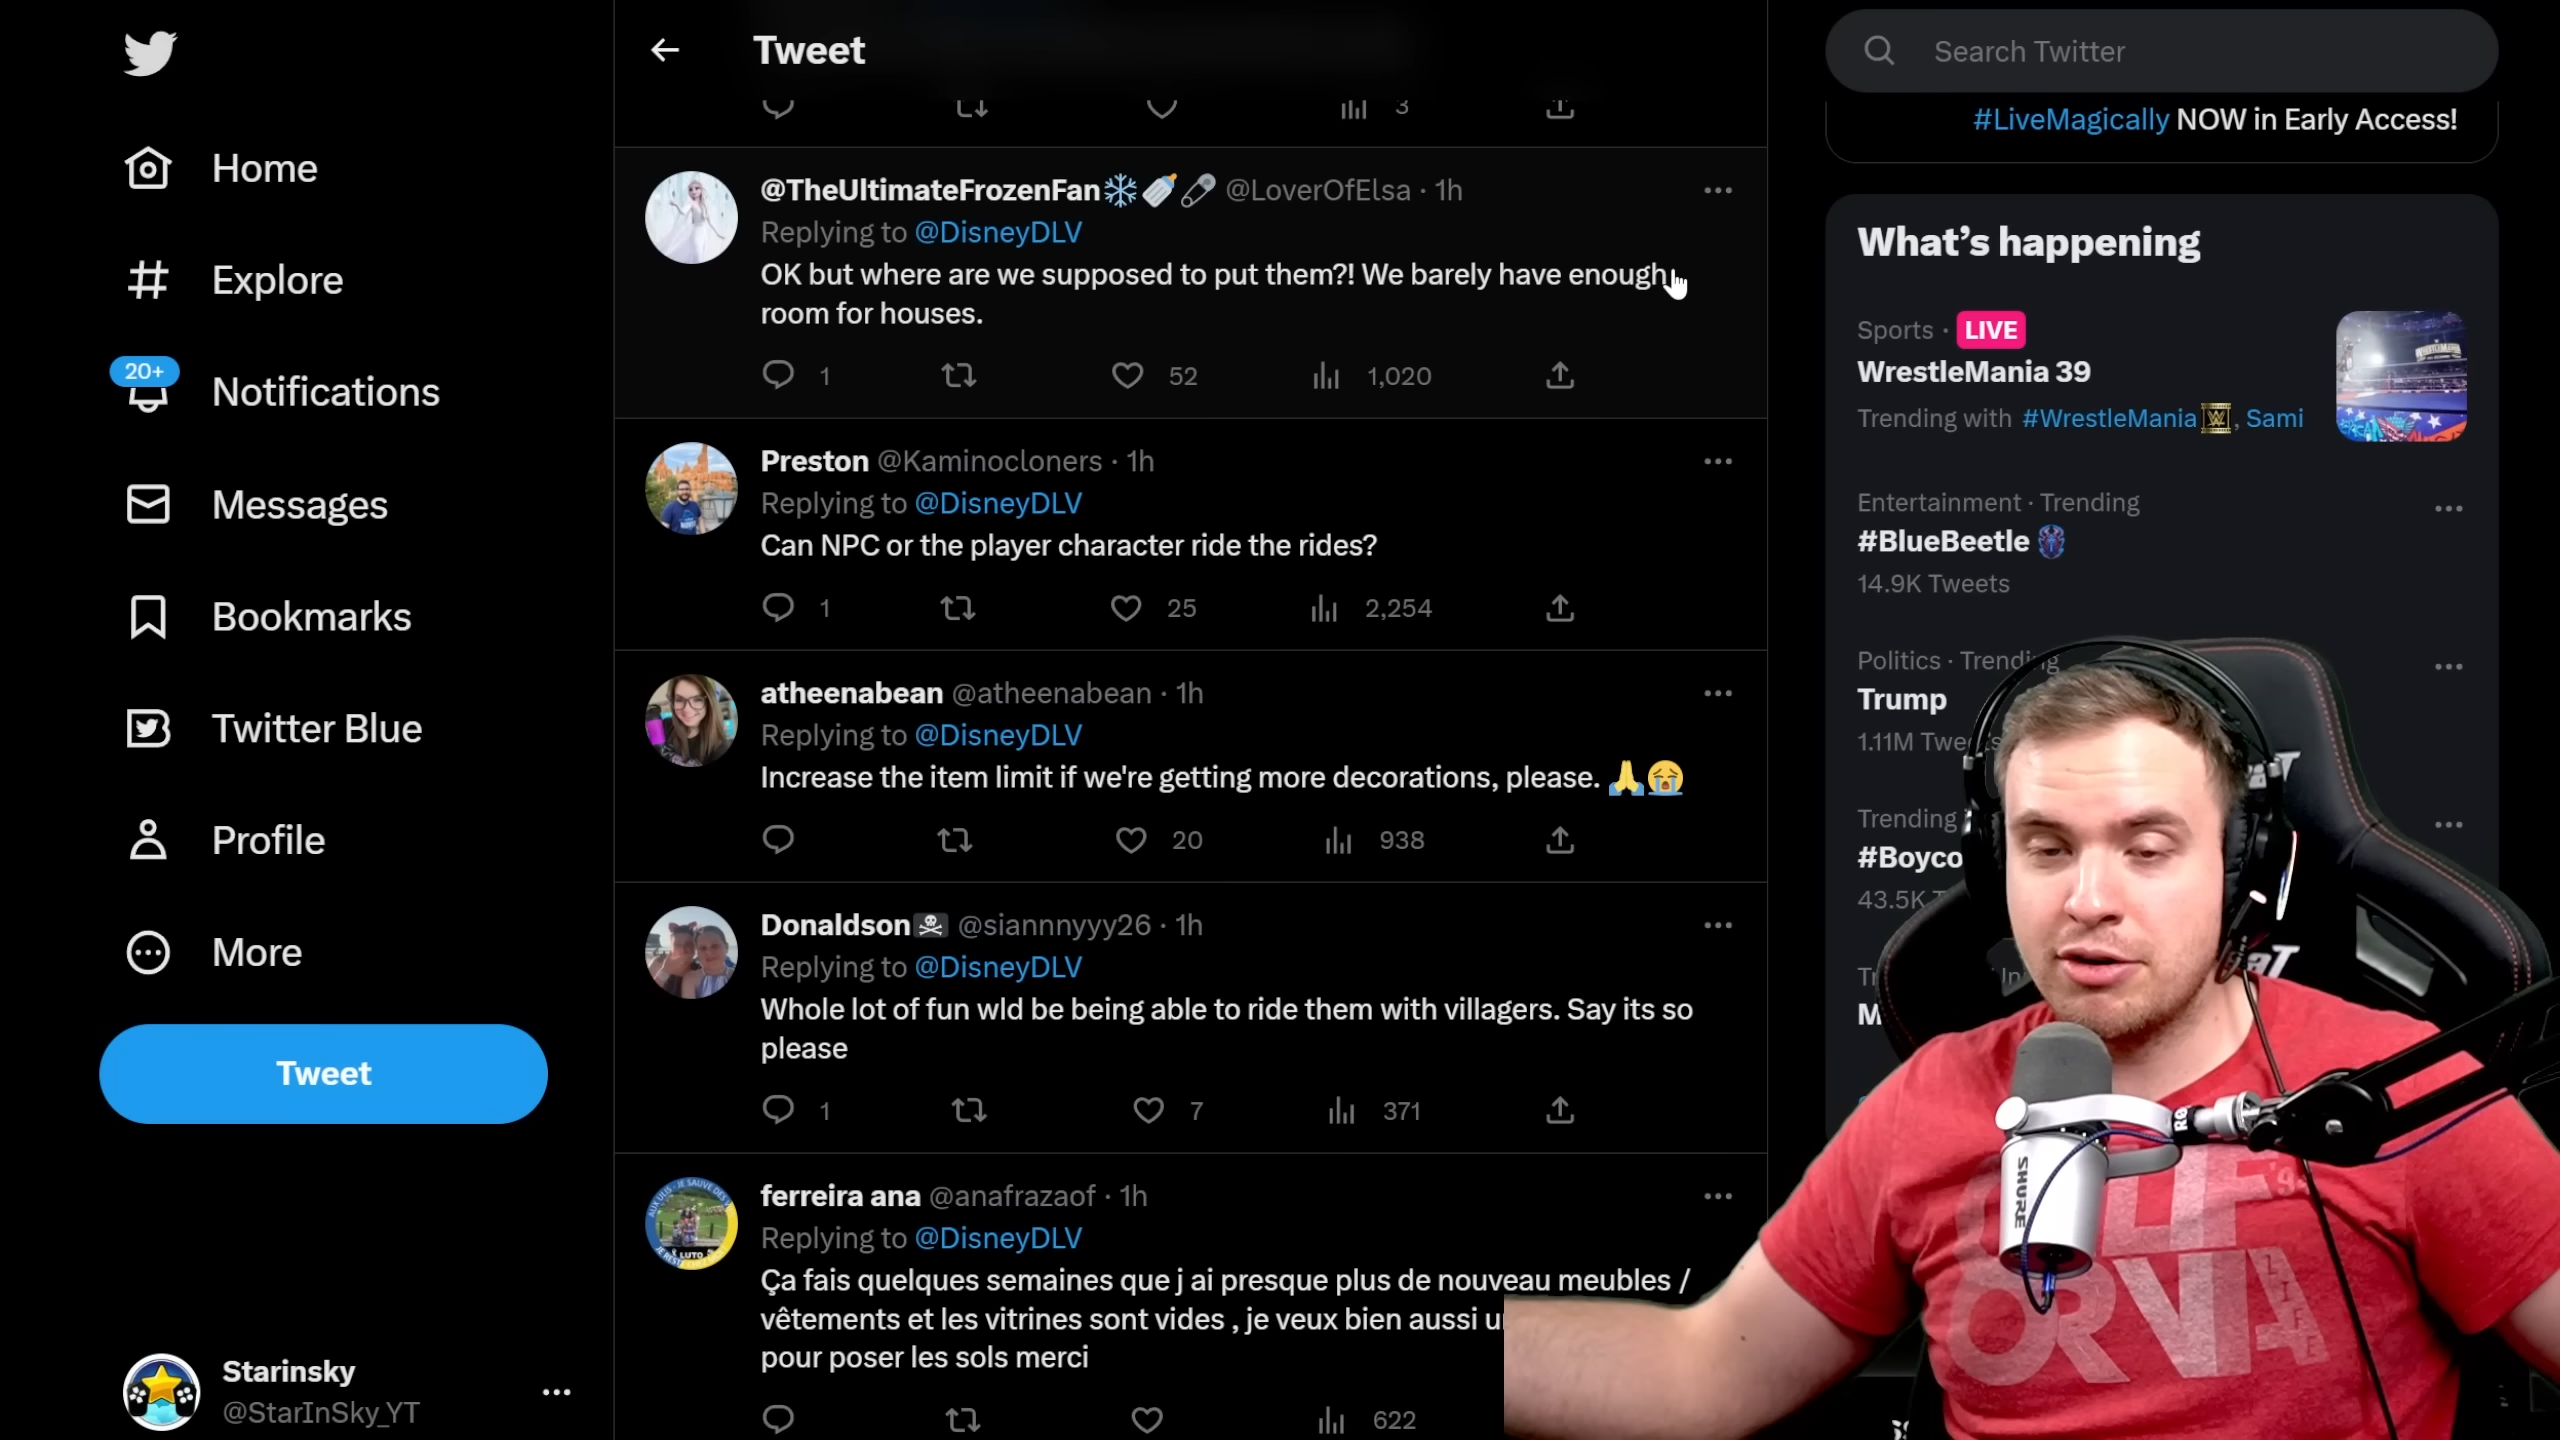 Tweet
Search Twitter
3
#LiveMagically NOW in Early Access!
Home
Explore
20+
Notifications
Messages
Bookmarks
Twitter Blue
Profile
More
Tweet
Starinsky
@StarInSky_YT
@TheUltimateFrozenFan❄️🍼🧷 @LoverOfElsa · 1h
Replying to @DisneyDLV
OK but where are we supposed to put them?! We barely have enough
room for houses.
1 52 1,020
Preston @Kaminocloners · 1h
Replying to @DisneyDLV
Can NPC or the player character ride the rides?
1 25 2,254
atheenabean @atheenabean · 1h
Replying to @DisneyDLV
Increase the item limit if we're getting more decorations, please. 🙏😭
20 938
Donaldson🏴‍☠️ @siannnyyy26 · 1h
Replying to @DisneyDLV
Whole lot of fun wld be being able to ride them with villagers. Say its so
please
1 7 371
ferreira ana @anafrazaof · 1h
Replying to @DisneyDLV
Ça fais quelques semaines que j ai presque plus de nouveau meubles /
vêtements et les vitrines sont vides , je veux bien aussi
pour poser les sols merci
622
What's happening
Sports · LIVE
WrestleMania 39
Trending with #WrestleMania, Sami
Entertainment · Trending
#BlueBeetle
14.9K Tweets
Politics · Trending
Trump
1.11M Tweets
Trending
#Boyco
43.5K
SHURE